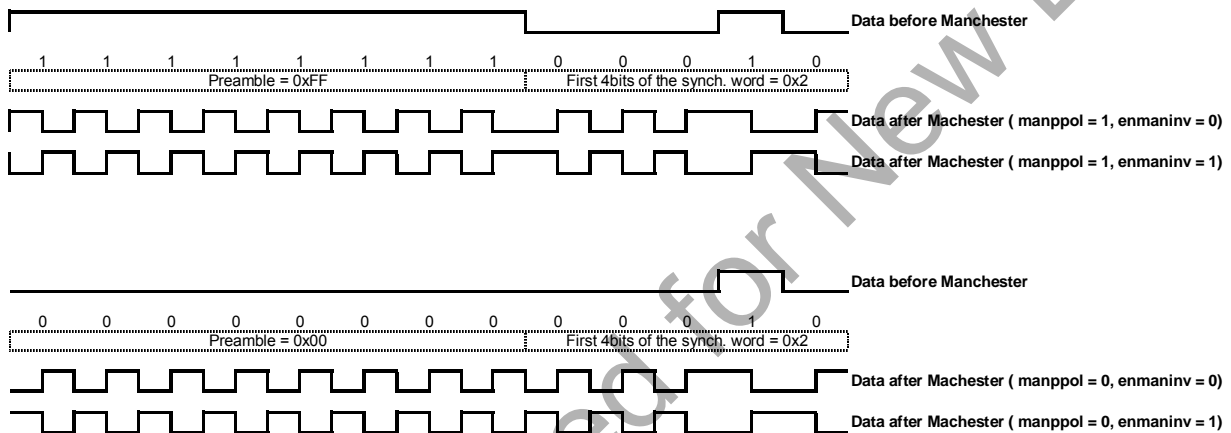 Data before Manchester
1 1 1 1 1 1 1 1 0 0 0 1 0
Preamble = 0xFF First 4bits of the synch. word = 0x2
Data after Machester ( manppol = 1, enmaninv = 0)
Data after Machester ( manppol = 1, enmaninv = 1)
Data before Manchester
0 0 0 0 0 0 0 0 0 0 0 1 0
Preamble = 0x00 First 4bits of the synch. word = 0x2
Data after Machester ( manppol = 0, enmaninv = 0)
Data after Machester ( manppol = 0, enmaninv = 1)
ed for New